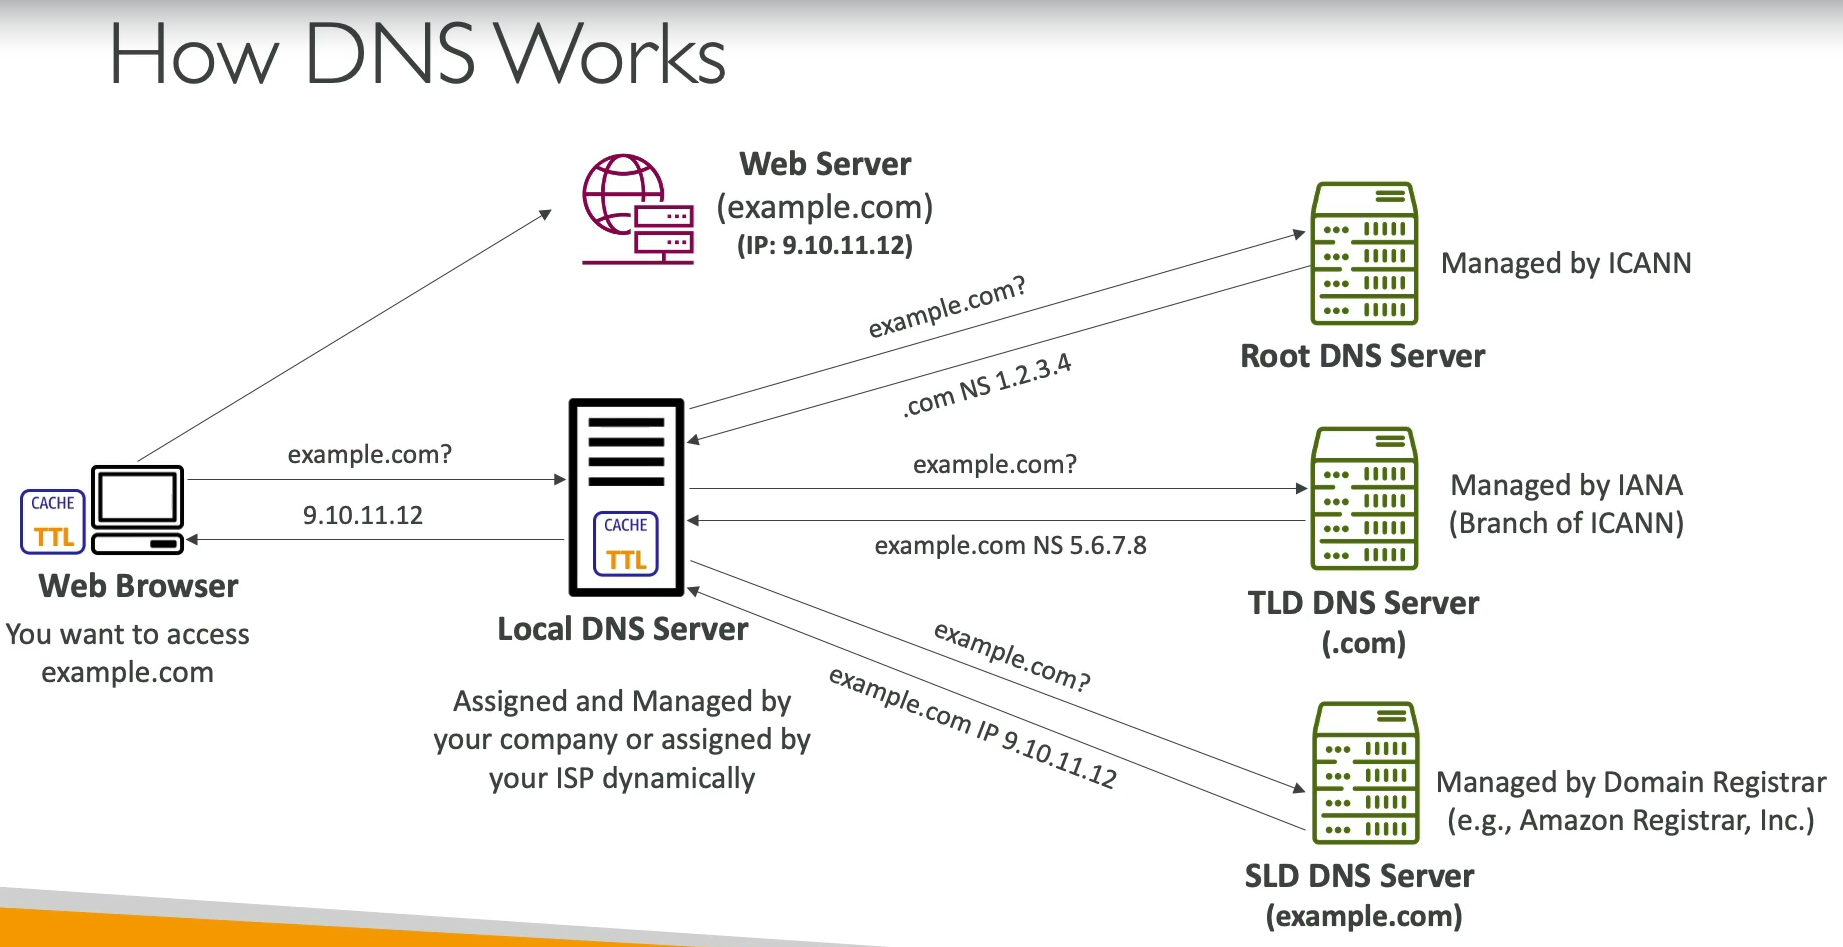 How DNS Works
Web Server
(example.com)
(IP: 9.10.11.12)
example.com?
.com NS 1.2.3.4
Managed by ICANN
Root DNS Server
example.com?
9.10.11.12
CACHE
TTL
Web Browser
You want to access
example.com
CACHE
TTL
Local DNS Server
Assigned and Managed by
your company or assigned by
your ISP dynamically
example.com?
example.com NS 5.6.7.8
Managed by IANA
(Branch of ICANN)
TLD DNS Server
(.com)
example.com?
example.com IP 9.10.11.12
Managed by Domain Registrar
(e.g., Amazon Registrar, Inc.)
SLD DNS Server
(example.com)